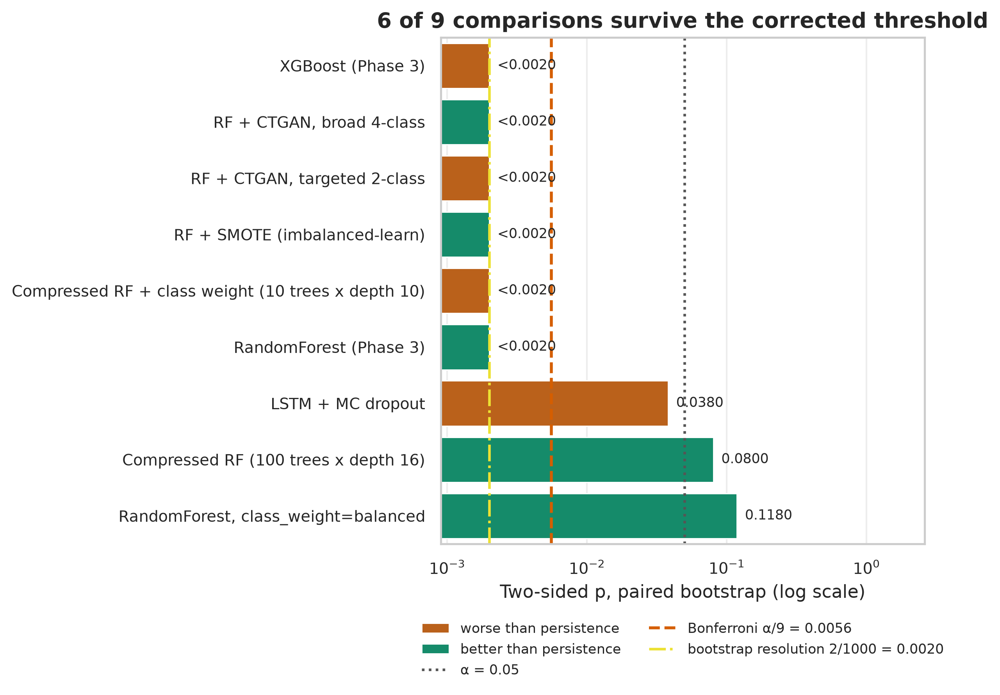 6 of 9 comparisons survive the corrected threshold
XGBoost (Phase 3)
<0.0020
RF + CTGAN, broad 4-class
<0.0020
RF + CTGAN, targeted 2-class
<0.0020
RF + SMOTE (imbalanced-learn)
<0.0020
Compressed RF + class weight (10 trees x depth 10)
<0.0020
RandomForest (Phase 3)
<0.0020
LSTM + MC dropout
0.0380
Compressed RF (100 trees x depth 16)
0.0800
RandomForest, class_weight=balanced
0.1180
10⁻³ 10⁻² 10⁻¹ 10⁰
Two-sided p, paired bootstrap (log scale)
worse than persistence
better than persistence
α = 0.05
Bonferroni α/9 = 0.0056
bootstrap resolution 2/1000 = 0.0020